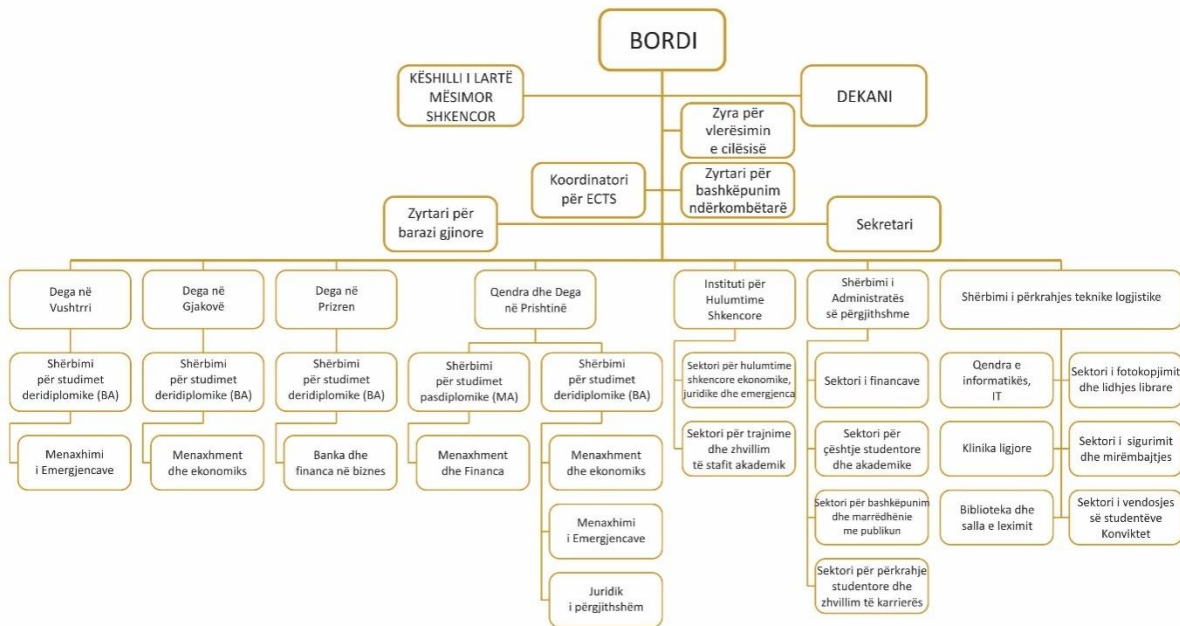 BORDI
KËSHILLI I LARTË
MËSIMOR
SHKENCOR
DEKANI
Zyra për
vlerësimin
e cilësisë
Koordinatori
për ECTS
Zyrtari për
bashkëpunim
ndërkombëtarë
Zyrtari për
barazi gjinore
Sekretari
Dega në
Vushtrri
Dega në
Gjakovë
Dega në
Prizren
Qendra dhe Dega
në Prishtinë
Instituti për
Hulumtime
Shkencore
Shërbimi i
Administratës
së përgjithshme
Shërbimi i përkrahjes teknike logjistike
Shërbimi
për studimet
deridiplomike (BA)
Shërbimi
për studimet
deridiplomike (BA)
Shërbimi
për studimet
deridiplomike (BA)
Shërbimi
për studimet
pasdiplomike (MA)
Shërbimi
për studimet
deridiplomike (BA)
Sektori për hulumtime
shkencore ekonomike,
juridike dhe emergjenca
Sektori i financave
Qendra e
informatikës,
IT
Sektori i fotokopjimit
dhe lidhjes librare
Menaxhimi
i Emergjencave
Menaxhment
dhe ekonomiks
Banka dhe
financa në biznes
Menaxhment
dhe Financa
Menaxhment
dhe ekonomiks
Sektori për trajnime
dhe zhvillim
të stafit akademik
Sektori për
çështje studentore
dhe akademike
Klinika ligjore
Sektori i sigurimit
dhe mirëmbajtjes
Menaxhimi
i Emergjencave
Sektori për bashkëpunim
dhe marrëdhënie
me publikun
Biblioteka dhe
salla e leximit
Sektori i vendosjes
së studentëve
Konviktet
Juridik
i përgjithshëm
Sektori për përkrahje
studentore dhe
zhvillim të karrierës